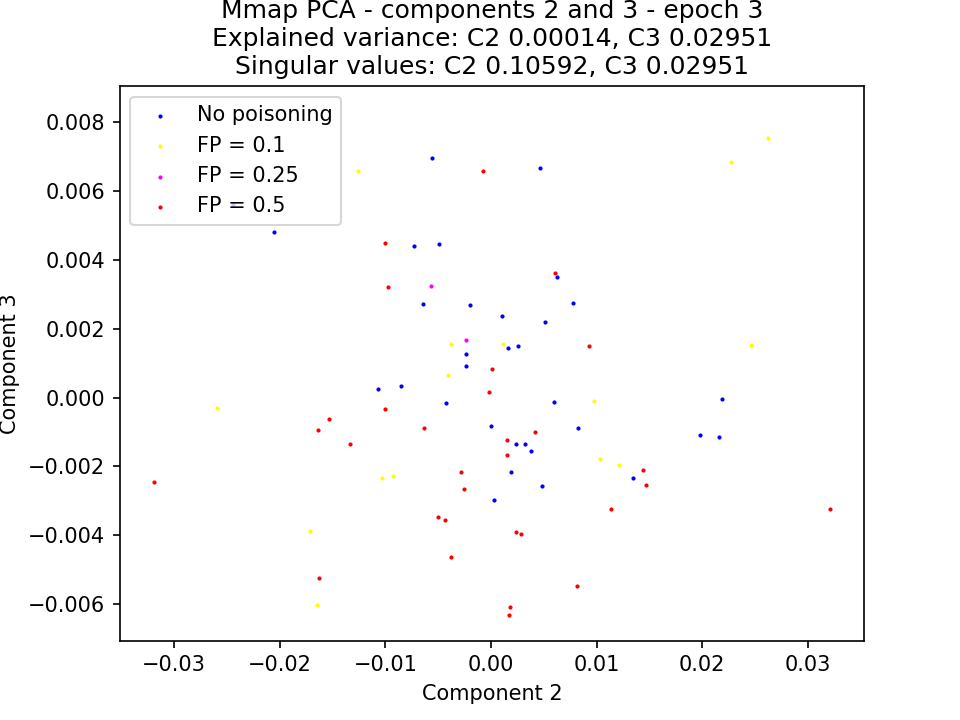 Mmap PCA - components 2 and 3 - epoch 3
Explained variance: C2 0.00014, C3 0.02951
Singular values: C2 0.10592, C3 0.02951
No poisoning
FP = 0.1
FP = 0.25
FP = 0.5
0.008
0.006
0.004
0.002
0.000
−0.002
−0.004
−0.006
Component 3
−0.03
−0.02
−0.01
0.00
0.01
0.02
0.03
Component 2